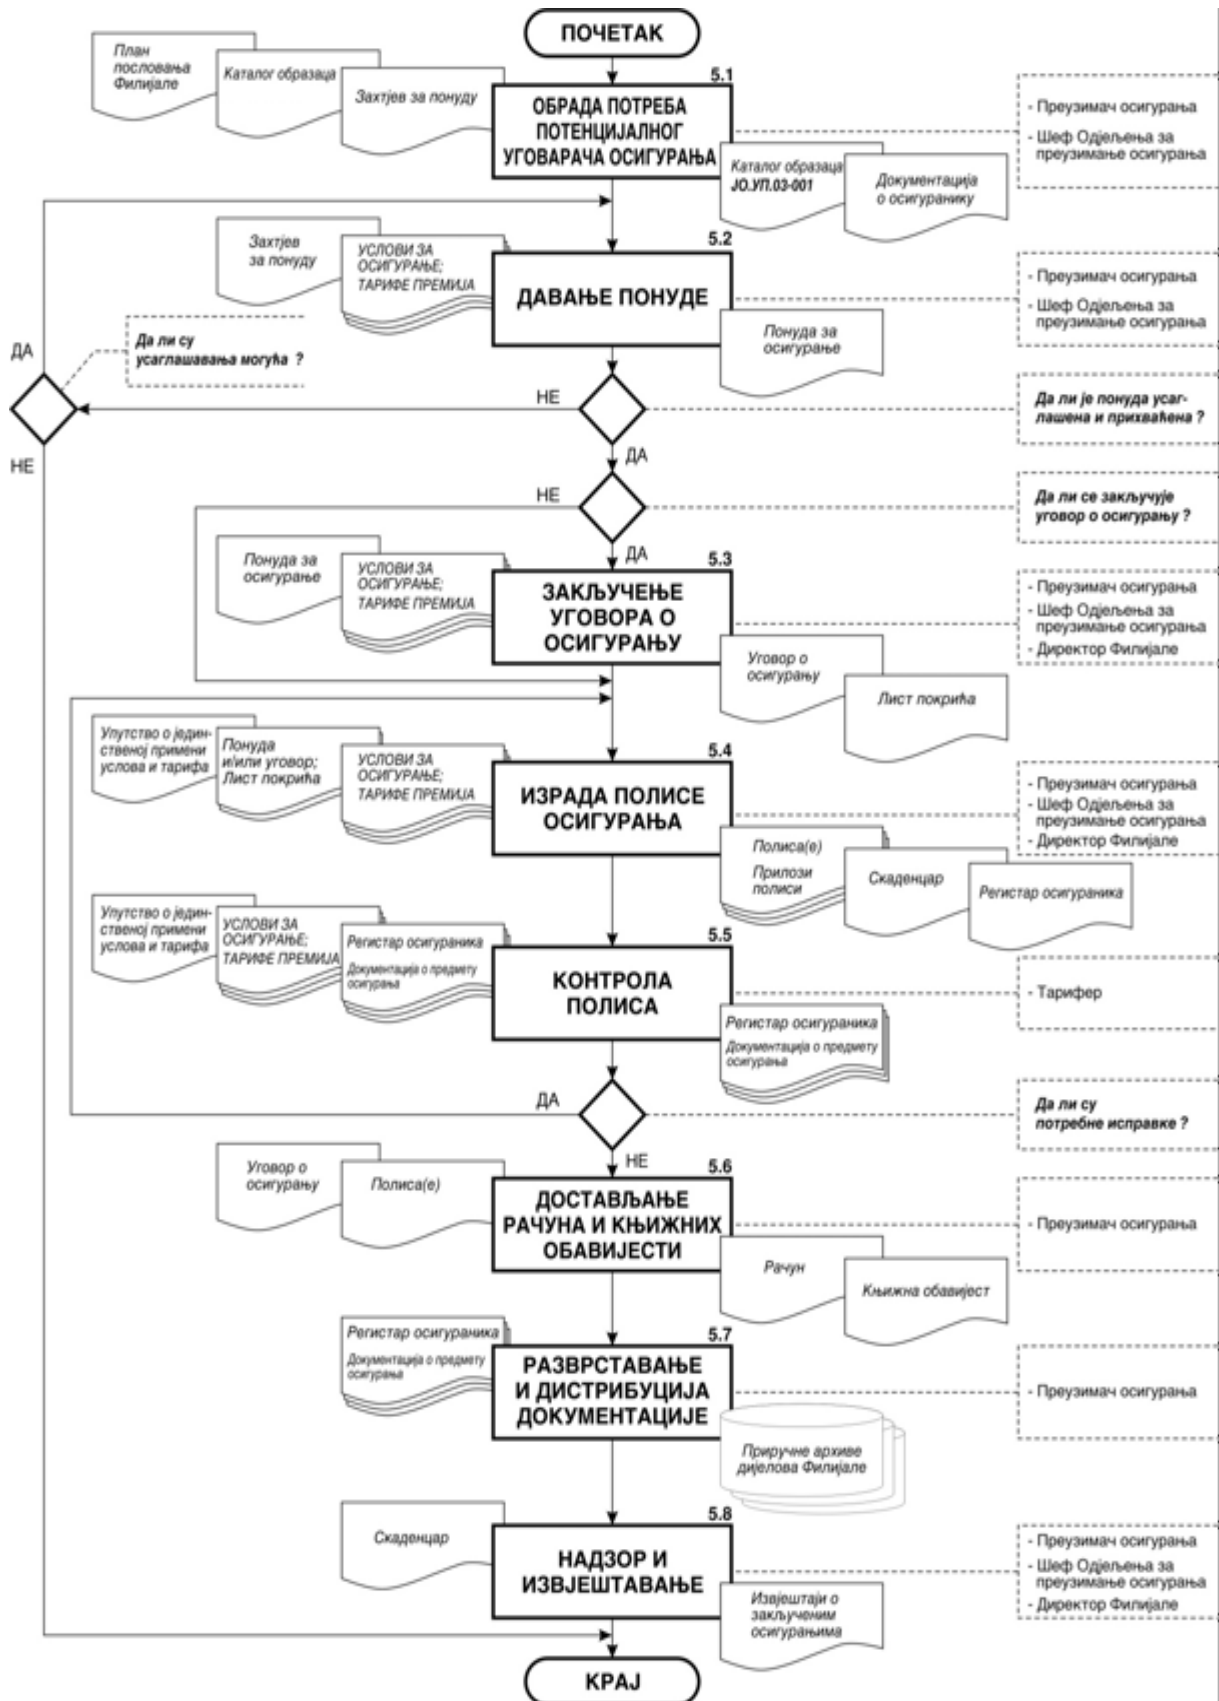 ПОЧЕТАК
План
пословања
Филијале
Каталог образаца
Захтјев за понуду
5.1
ОБРАДА ПОТРЕБА
ПОТЕНЦИЈАЛНОГ
УГОВАРАЧА ОСИГУРАЊА
- Преузимач осигурања
- Шеф Одјељења за
преузимање осигурања
Каталог образаца
ЈО.УП.03-001
Документација
о осигуранику
Захтјев
за понуду
УСЛОВИ ЗА
ОСИГУРАЊЕ;
ТАРИФЕ ПРЕМИЈА
5.2
ДАВАЊЕ ПОНУДЕ
- Преузимач осигурања
- Шеф Одјељења за
преузимање осигурања
Понуда за
осигурање
ДА
Да ли су
усаглашавања могућа ?
НЕ
Да ли је понуда усаг-
лашена и прихваћена ?
НЕ
ДА
НЕ
Да ли се закључује
уговор о осигурању ?
ДА
Понуда за
осигурање
УСЛОВИ ЗА
ОСИГУРАЊЕ;
ТАРИФЕ ПРЕМИЈА
5.3
ЗАКЉУЧЕЊЕ
УГОВОРА О
ОСИГУРАЊУ
- Преузимач осигурања
- Шеф Одјељења за
преузимање осигурања
- Директор Филијале
Уговор о
осигурању
Лист покрића
Упутство о једин-
ственој примени
услова и тарифа
Понуда
и/или уговор;
Лист покрића
УСЛОВИ ЗА
ОСИГУРАЊЕ;
ТАРИФЕ ПРЕМИЈА
5.4
ИЗРАДА ПОЛИСЕ
ОСИГУРАЊА
- Преузимач осигурања
- Шеф Одјељења за
преузимање осигурања
- Директор Филијале
Полиса(е)
Прилози
полиси
Скаденцар
Регистар осигураника
Упутство о једин-
ственој примени
услова и тарифа
УСЛОВИ ЗА
ОСИГУРАЊЕ;
ТАРИФЕ ПРЕМИЈА
Регистар осигураника
Документација о предмету
осигурања
5.5
КОНТРОЛА
ПОЛИСА
- Тарифер
Регистар осигураника
Документација о предмету
осигурања
ДА
Да ли су
потребне исправке ?
НЕ
Уговор о
осигурању
Полиса(е)
5.6
ДОСТАВЉАЊЕ
РАЧУНА И КЊИЖНИХ
ОБАВИЈЕСТИ
- Преузимач осигурања
Рачун
Књижна обавијест
Регистар осигураника
Документација о предмету
осигурања
5.7
РАЗВРСТАВАЊЕ
И ДИСТРИБУЦИЈА
ДОКУМЕНТАЦИЈЕ
- Преузимач осигурања
Приручне архиве
дијелова Филијале
Скаденцар
5.8
НАДЗОР И
ИЗВЈЕШТАВАЊЕ
- Преузимач осигурања
- Шеф Одјељења за
преузимање осигурања
- Директор Филијале
Извјештаји о
закљученим
осигурањима
КРАЈ